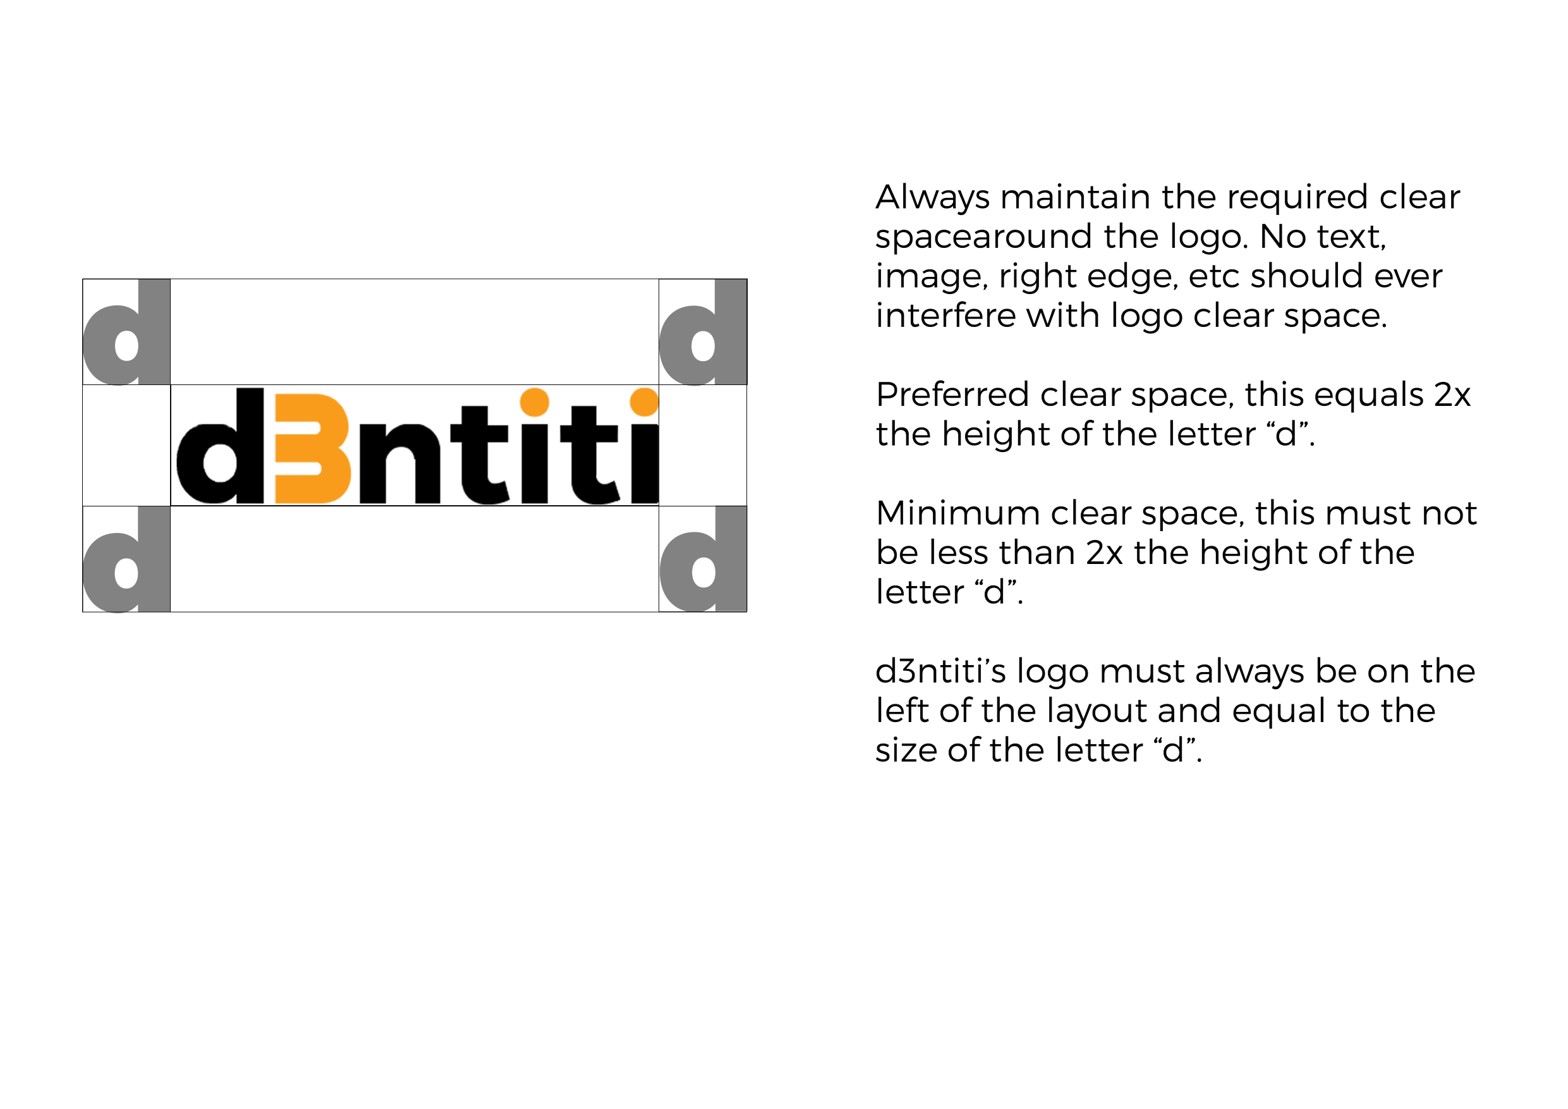 d
d
d3ntiti
d
d
Always maintain the required clear
spacearound the logo. No text,
image, right edge, etc should ever
interfere with logo clear space.
Preferred clear space, this equals 2x
the height of the letter “d”.
Minimum clear space, this must not
be less than 2x the height of the
letter “d”.
d3ntiti’s logo must always be on the
left of the layout and equal to the
size of the letter “d”.